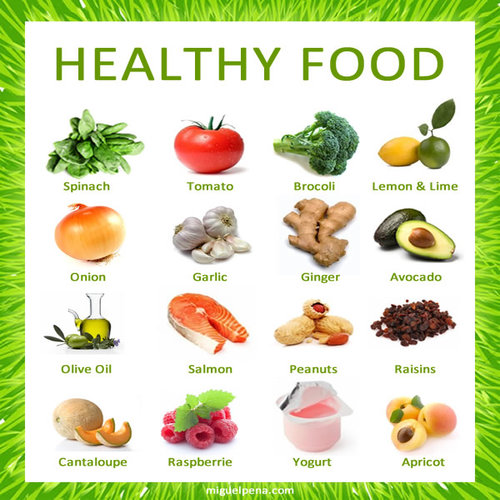 HEALTHY FOOD
Spinach Tomato Brocoli Lemon & Lime
Onion Garlic Ginger Avocado
Olive Oil Salmon Peanuts Raisins
Cantaloupe Raspberrie Yogurt Apricot
miguelpena.com